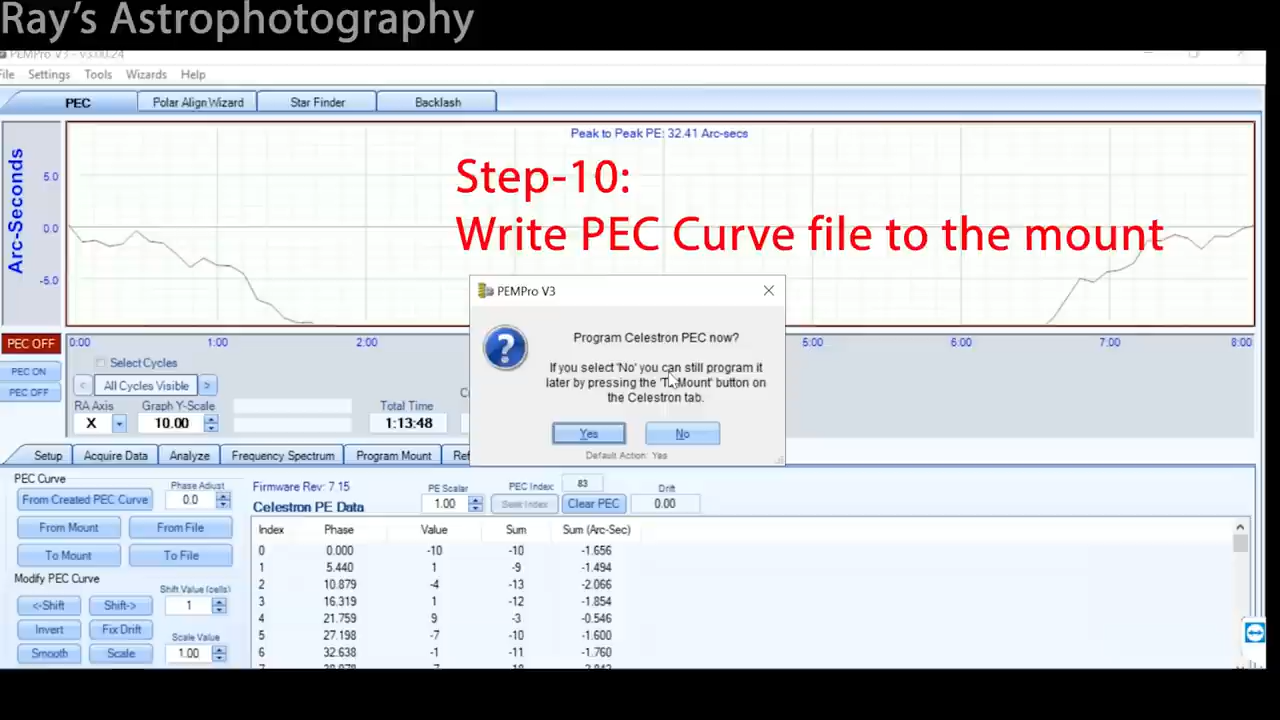 Ray's Astrophotography
PEMPro V3 - v3.00.24
File Settings Tools Wizards Help
PEC Polar Align Wizard Star Finder Backlash
Peak to Peak PE: 32.41 Arc-secs
Arc-Seconds
5.0
0.0
-5.0
Step-10:
Write PEC Curve file to the mount
PEMPro V3
Program Celestron PEC now?
If you select 'No' you can still program it
later by pressing the 'To Mount' button on
the Celestron tab.
Yes No
Default Action: Yes
PEC OFF 0:00 1:00 2:00 5:00 6:00 7:00 8:00
PEC ON
PEC OFF
Select Cycles
< All Cycles Visible >
RA Axis Graph Y-Scale Total Time
X 10.00 1:13:48
Setup Acquire Data Analyze Frequency Spectrum Program Mount Ref
PEC Curve
From Created PEC Curve
Phase Adjust
0.0
From Mount From File
To Mount To File
Modify PEC Curve
Shift Value (cells)
<-Shift Shift-> 1
Invert Fix Drift
Scale Value
Smooth Scale 1.00
Firmware Rev: 7.15
Celestron PE Data
PE Scalar
1.00
PEC Index: 83
Seek Index Clear PEC
Drift
0.00
Index Phase Value Sum Sum (Arc-Sec)
0 0.000 -10 -10 -1.656
1 5.440 1 -9 -1.494
2 10.879 -4 -13 -2.066
3 16.319 1 -12 -1.854
4 21.759 9 -3 -0.546
5 27.198 -7 -10 -1.600
6 32.638 -1 -11 -1.760